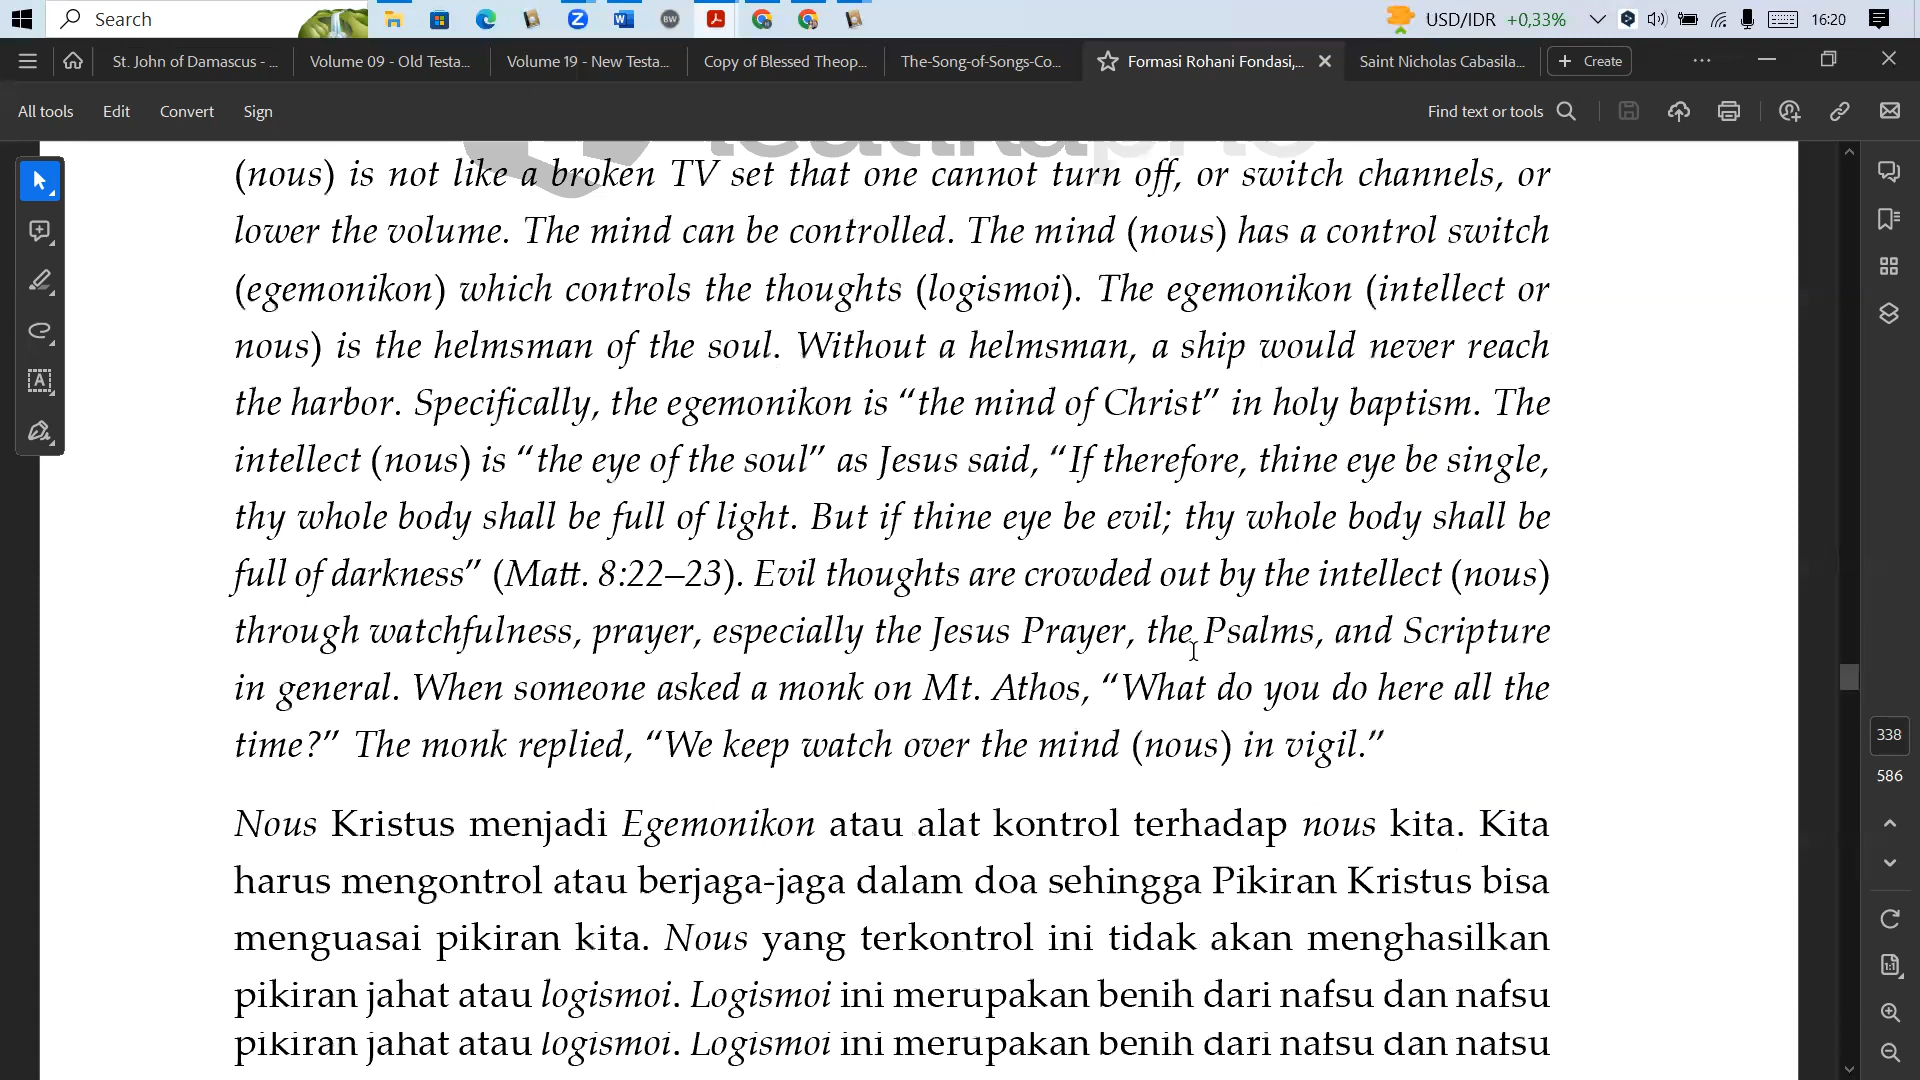 Search
USD/IDR +0,33%
16:20
St. John of Damascus - ...
Volume 09 - Old Testa...
Volume 19 - New Testa...
Copy of Blessed Theop...
The-Song-of-Songs-Co...
Formasi Rohani Fondasi,...
Saint Nicholas Cabasila...
Create
All tools
Edit
Convert
Sign
Find text or tools
(nous) is not like a broken TV set that one cannot turn off, or switch channels, or
lower the volume. The mind can be controlled. The mind (nous) has a control switch
(egemonikon) which controls the thoughts (logismoi). The egemonikon (intellect or
nous) is the helmsman of the soul. Without a helmsman, a ship would never reach
the harbor. Specifically, the egemonikon is “the mind of Christ” in holy baptism. The
intellect (nous) is “the eye of the soul” as Jesus said, “If therefore, thine eye be single,
thy whole body shall be full of light. But if thine eye be evil; thy whole body shall be
full of darkness” (Matt. 8:22–23). Evil thoughts are crowded out by the intellect (nous)
through watchfulness, prayer, especially the Jesus Prayer, the Psalms, and Scripture
in general. When someone asked a monk on Mt. Athos, “What do you do here all the
time?” The monk replied, “We keep watch over the mind (nous) in vigil.”
Nous Kristus menjadi Egemonikon atau alat kontrol terhadap nous kita. Kita
harus mengontrol atau berjaga-jaga dalam doa sehingga Pikiran Kristus bisa
menguasai pikiran kita. Nous yang terkontrol ini tidak akan menghasilkan
pikiran jahat atau logismoi. Logismoi ini merupakan benih dari nafsu dan nafsu
pikiran jahat atau logismoi. Logismoi ini merupakan benih dari nafsu dan nafsu
338
586